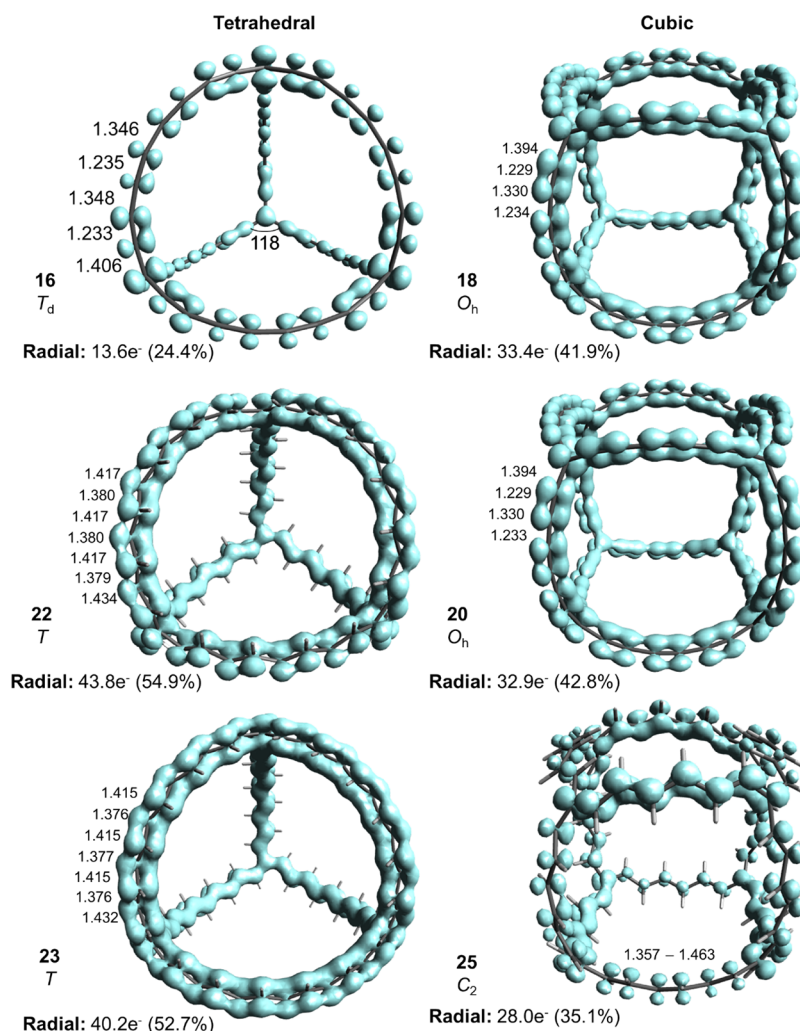 Tetrahedral
Cubic
1.346
1.235
1.348
1.233
1.406
118
16
Td
Radial: 13.6e- (24.4%)
1.394
1.229
1.330
1.234
18
Oh
Radial: 33.4e- (41.9%)
1.417
1.380
1.417
1.380
1.417
1.379
1.434
22
T
Radial: 43.8e- (54.9%)
1.394
1.229
1.330
1.233
20
Oh
Radial: 32.9e- (42.8%)
1.415
1.376
1.415
1.377
1.415
1.376
1.432
23
T
Radial: 40.2e- (52.7%)
1.357 – 1.463
25
C2
Radial: 28.0e- (35.1%)